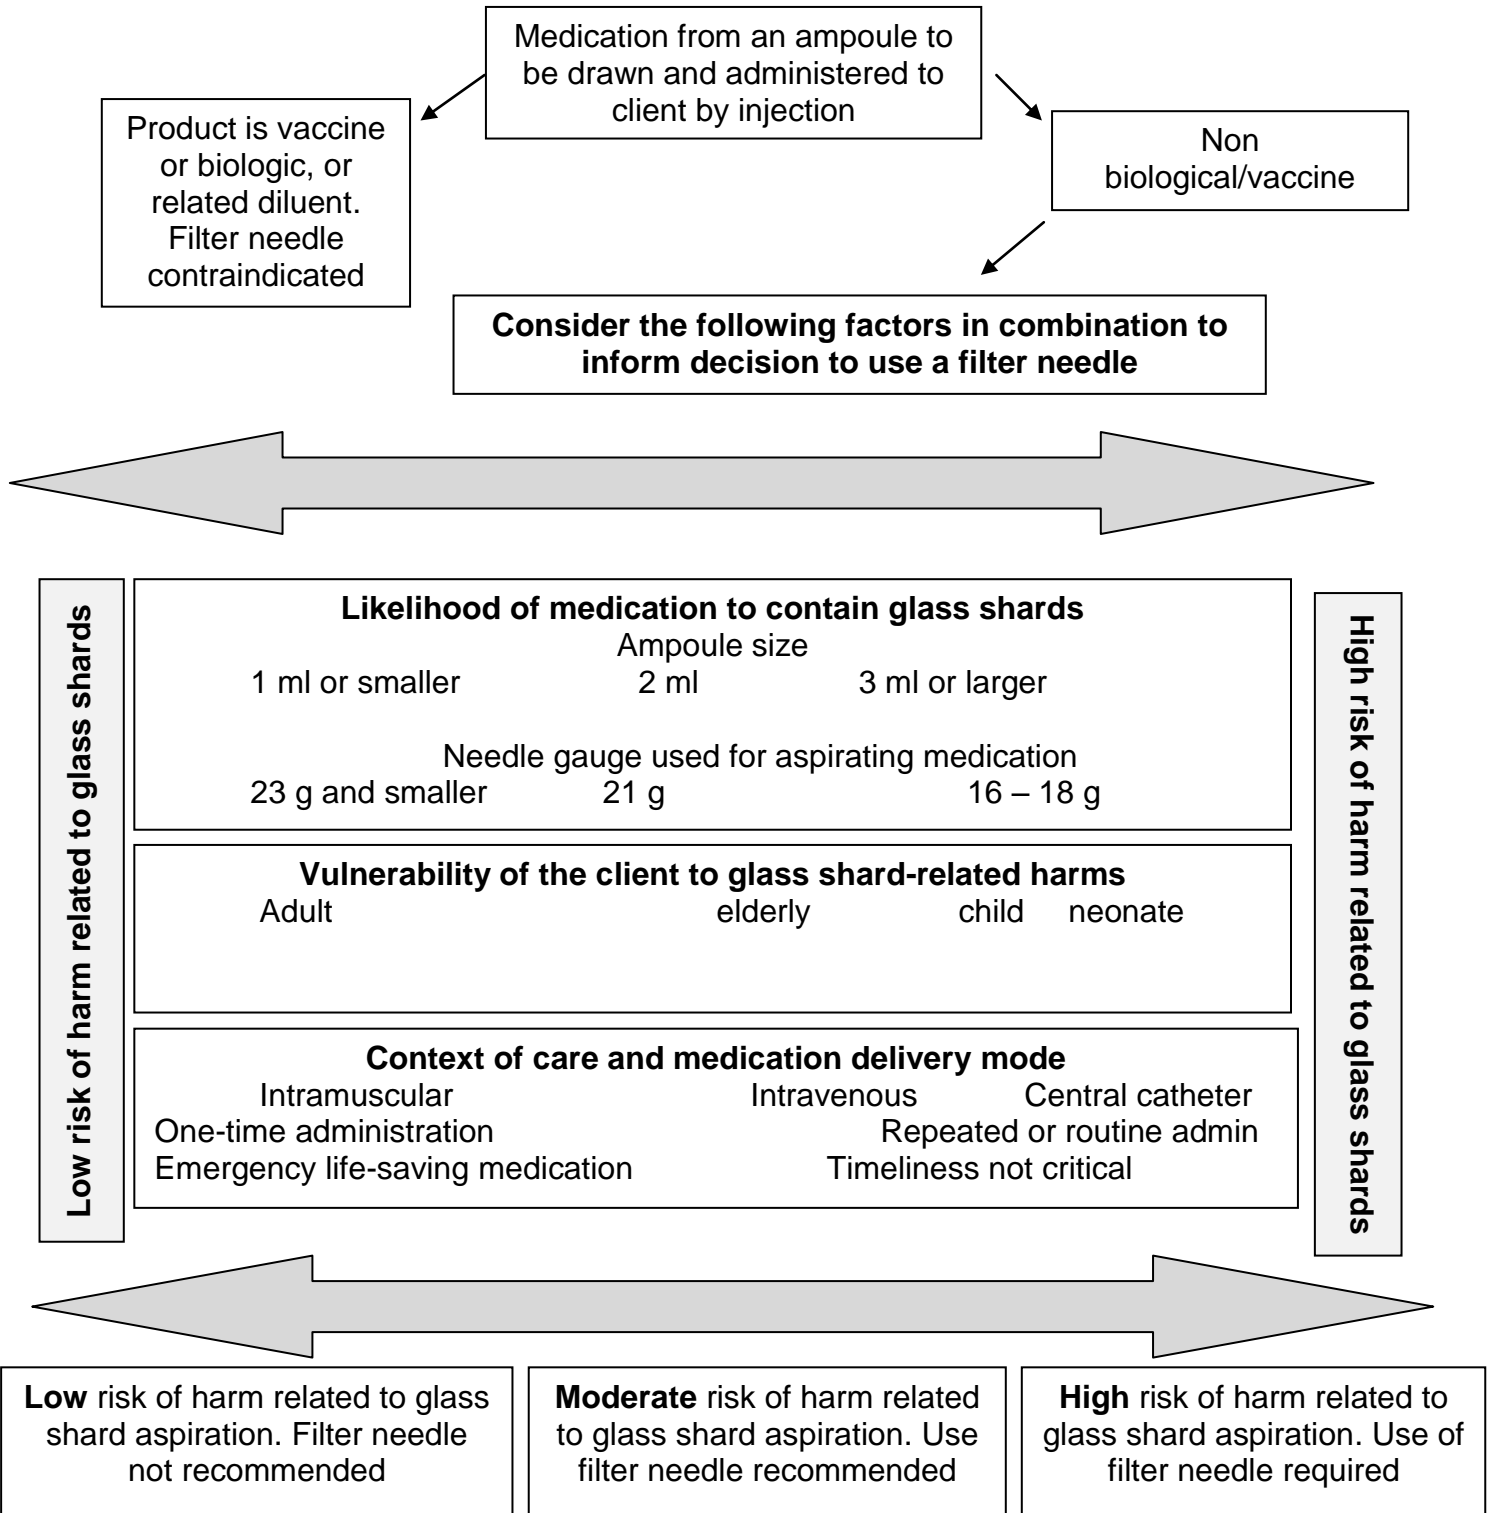 Medication from an ampoule to
be drawn and administered to
client by injection
Product is vaccine
or biologic, or
related diluent.
Filter needle
contraindicated
Non
biological/vaccine
Consider the following factors in combination to
inform decision to use a filter needle
Low risk of harm related to glass shards
Likelihood of medication to contain glass shards
Ampoule size
1 ml or smaller 2 ml 3 ml or larger
Needle gauge used for aspirating medication
23 g and smaller 21 g 16 – 18 g
Vulnerability of the client to glass shard-related harms
Adult elderly child neonate
Context of care and medication delivery mode
Intramuscular Intravenous Central catheter
One-time administration Repeated or routine admin
Emergency life-saving medication Timeliness not critical
High risk of harm related to glass shards
Low risk of harm related to glass
shard aspiration. Filter needle
not recommended
Moderate risk of harm related
to glass shard aspiration. Use
filter needle recommended
High risk of harm related to
glass shard aspiration. Use of
filter needle required